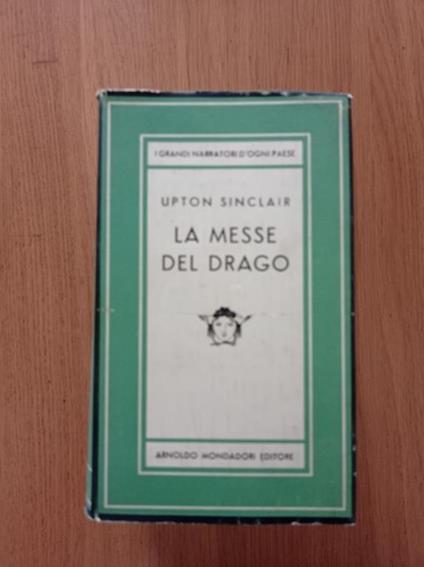 I GRANDI NARRATORI D'OGNI PAESE
UPTON SINCLAIR
LA MESSE
DEL DRAGO
ARNOLDO MONDADORI EDITORE